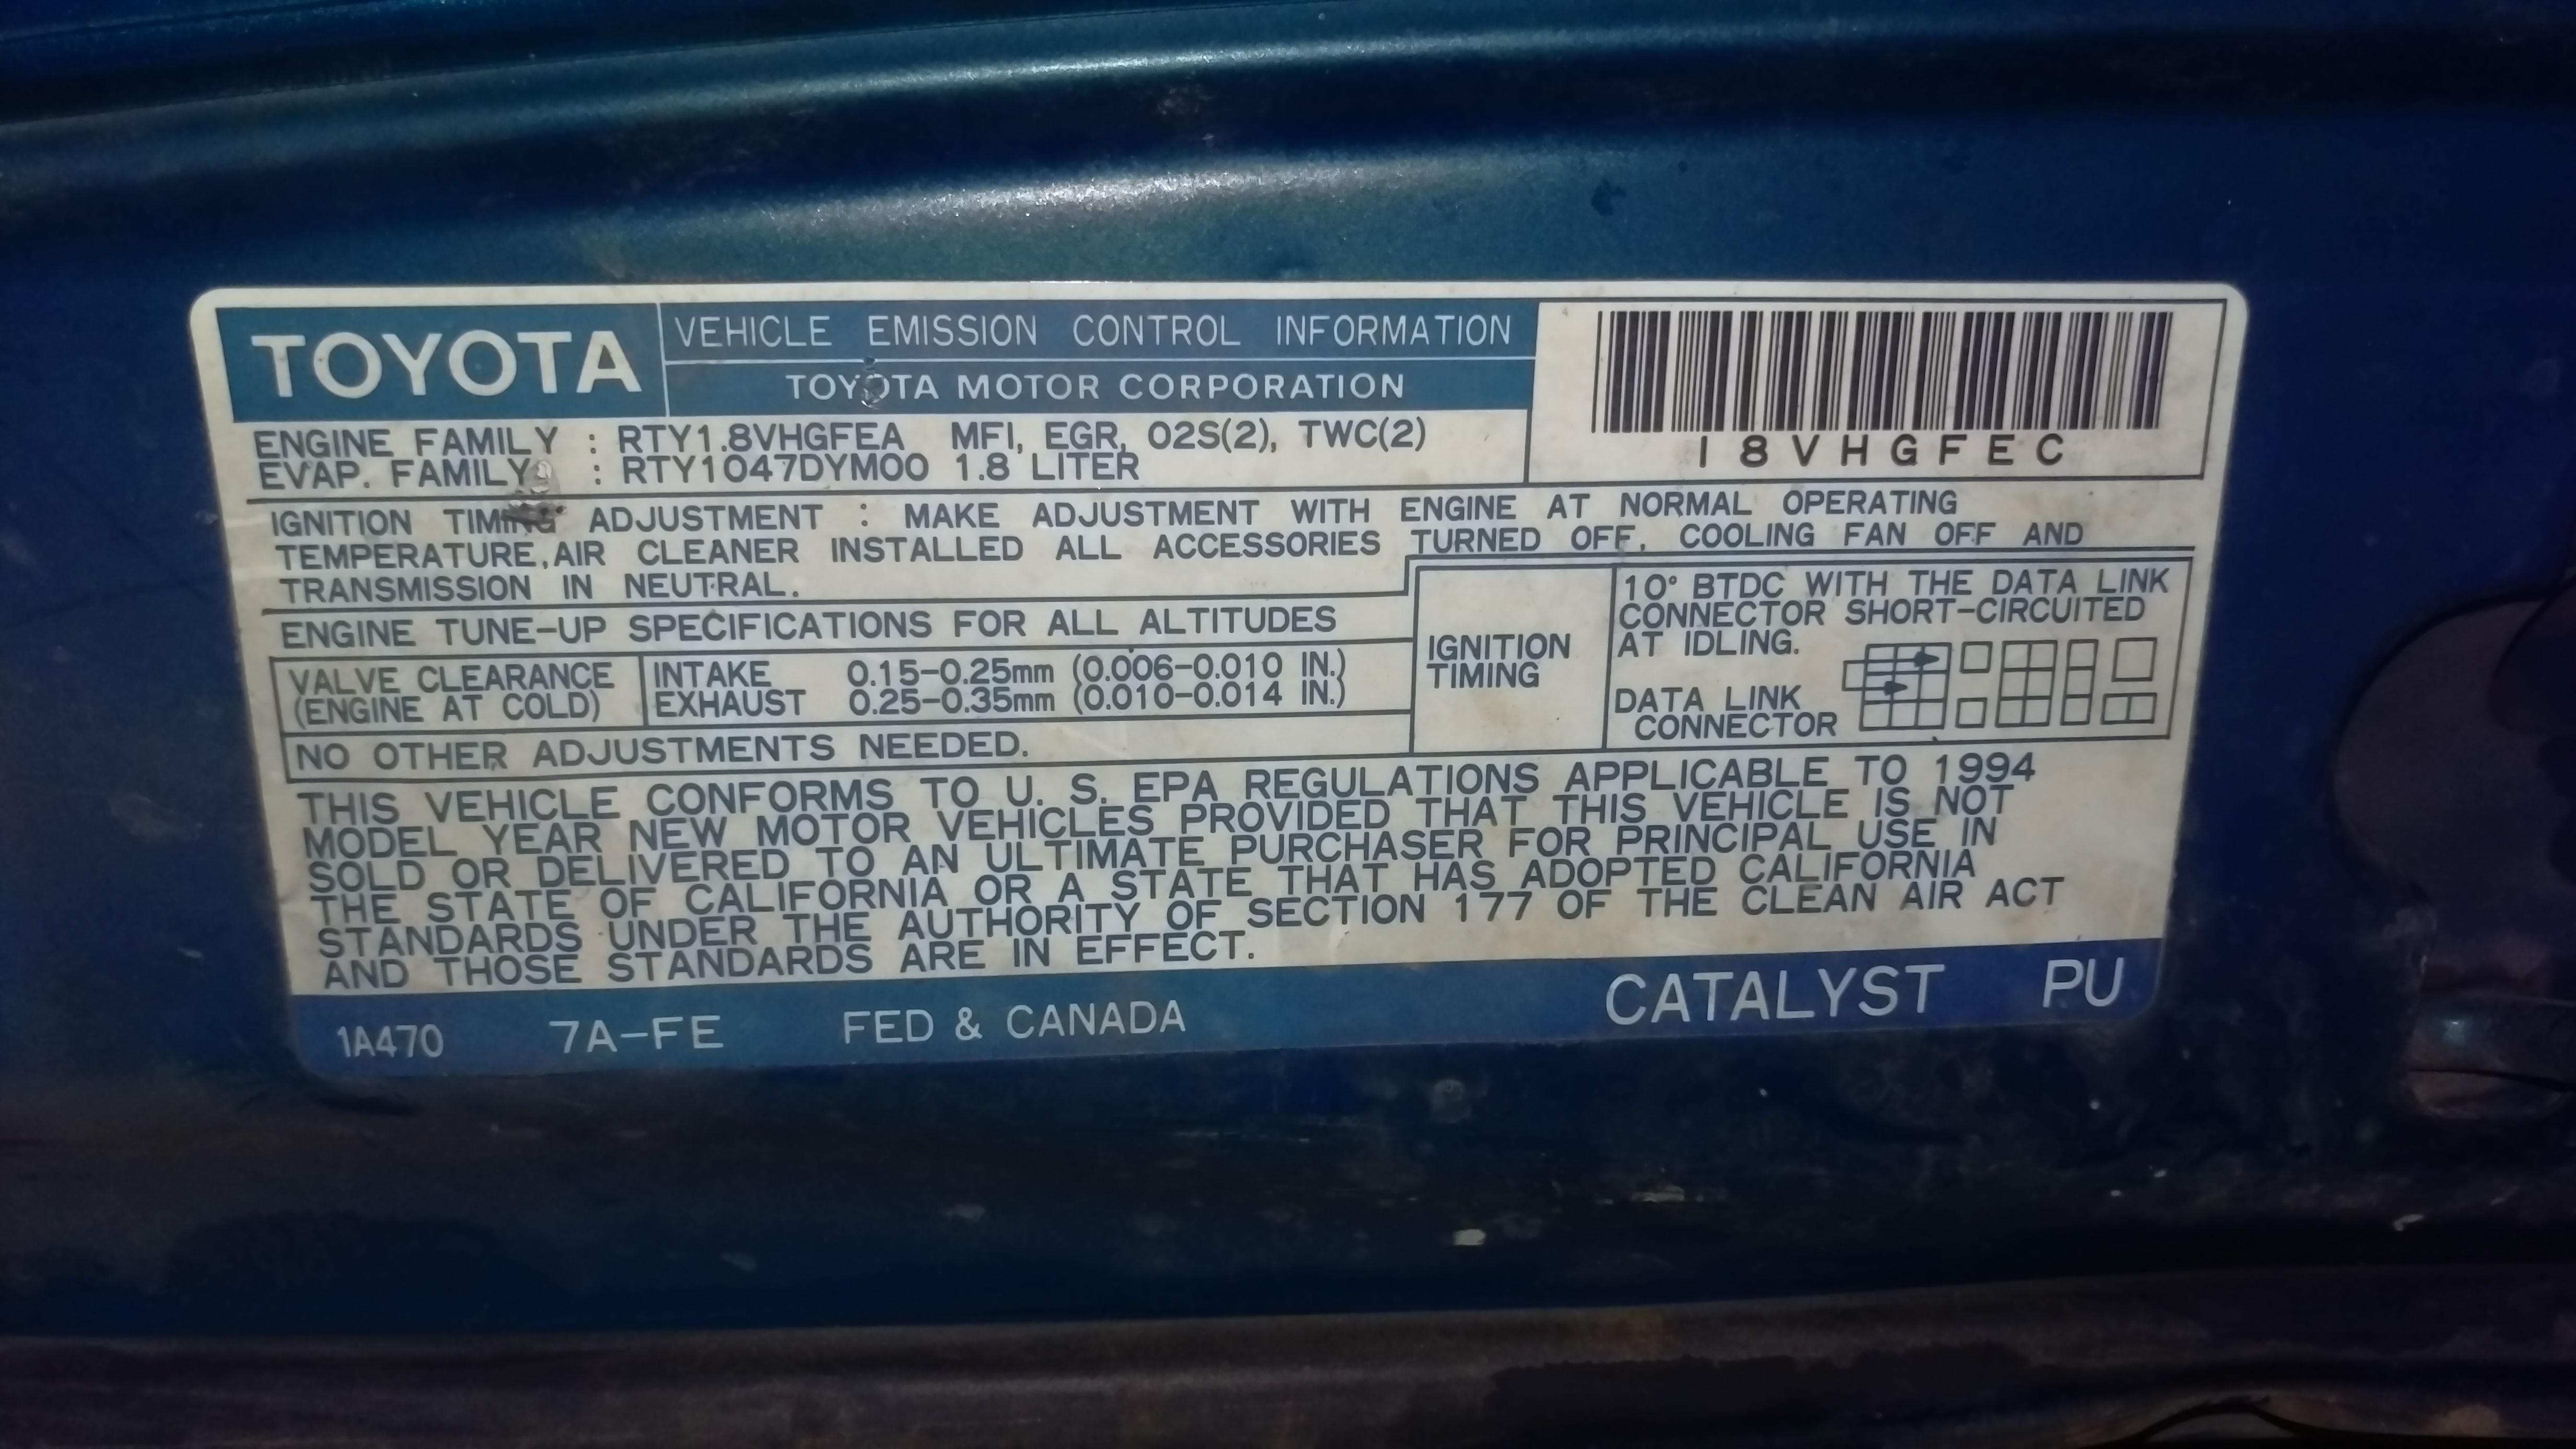 TOYOTA
VEHICLE EMISSION CONTROL INFORMATION
TOYOTA MOTOR CORPORATION
I8VHGFEC
ENGINE FAMILY : RTY1.8VHGFEA MFI, EGR, O2S(2), TWC(2)
EVAP. FAMILY : RTY1047DYM00 1.8 LITER
IGNITION TIMING ADJUSTMENT : MAKE ADJUSTMENT WITH ENGINE AT NORMAL OPERATING
TEMPERATURE, AIR CLEANER INSTALLED ALL ACCESSORIES TURNED OFF, COOLING FAN OFF AND
TRANSMISSION IN NEUTRAL.
ENGINE TUNE-UP SPECIFICATIONS FOR ALL ALTITUDES
VALVE CLEARANCE
(ENGINE AT COLD)
INTAKE 0.15-0.25mm (0.006-0.010 IN.)
EXHAUST 0.25-0.35mm (0.010-0.014 IN.)
NO OTHER ADJUSTMENTS NEEDED.
IGNITION
TIMING
10° BTDC WITH THE DATA LINK
CONNECTOR SHORT-CIRCUITED
AT IDLING.
DATA LINK
CONNECTOR
THIS VEHICLE CONFORMS TO U. S. EPA REGULATIONS APPLICABLE TO 1994
MODEL YEAR NEW MOTOR VEHICLES PROVIDED THAT THIS VEHICLE IS NOT
SOLD OR DELIVERED TO AN ULTIMATE PURCHASER FOR PRINCIPAL USE IN
THE STATE OF CALIFORNIA OR A STATE THAT HAS ADOPTED CALIFORNIA
STANDARDS UNDER THE AUTHORITY OF SECTION 177 OF THE CLEAN AIR ACT
AND THOSE STANDARDS ARE IN EFFECT.
1A470 7A-FE FED & CANADA CATALYST PU